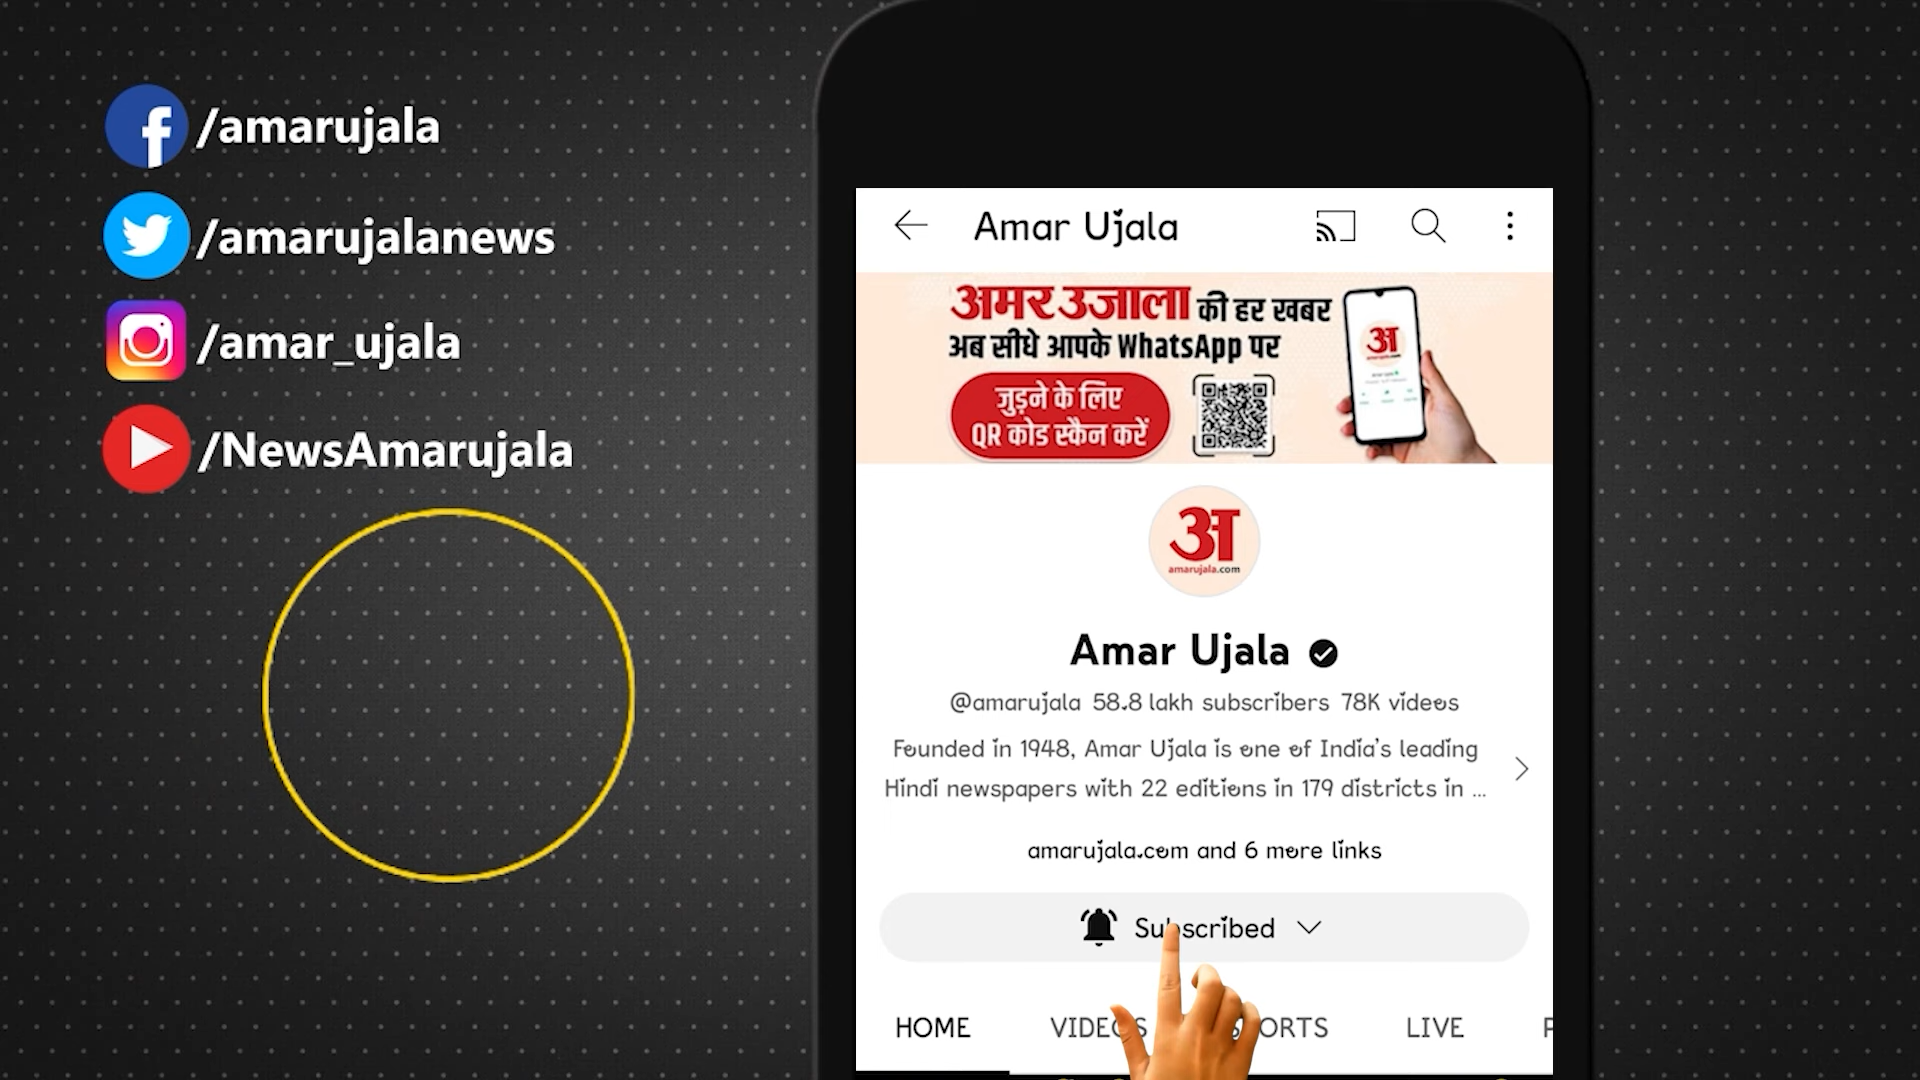 /amarujala
/amarujalanews
/amar_ujala
/NewsAmarujala
Amar Ujala
अमर उजाला की हर खबर
अब सीधे आपके WhatsApp पर
जुड़ने के लिए
QR कोड स्कैन करें
अ
अ
amarujala.com
Amar Ujala
@amarujala 58.8 lakh subscribers 78K videos
Founded in 1948, Amar Ujala is one of India's leading
Hindi newspapers with 22 editions in 179 districts in ...
amarujala.com and 6 more links
Subscribed
HOME VIDEOS SHORTS LIVE